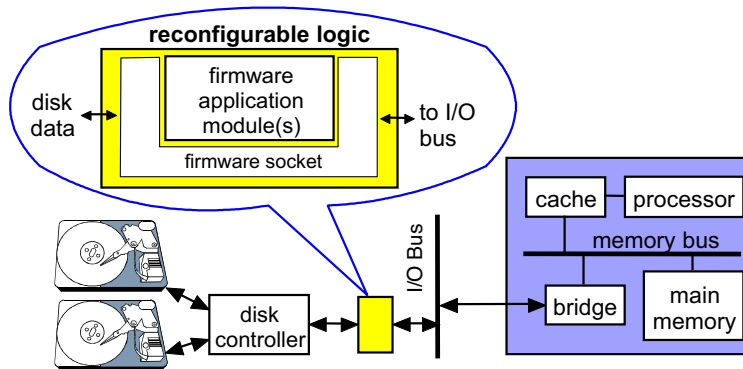 reconfigurable logic
disk
data
firmware
application
module(s)
to I/O
bus
firmware socket
cache
processor
memory bus
I/O Bus
bridge
main
memory
disk
controller